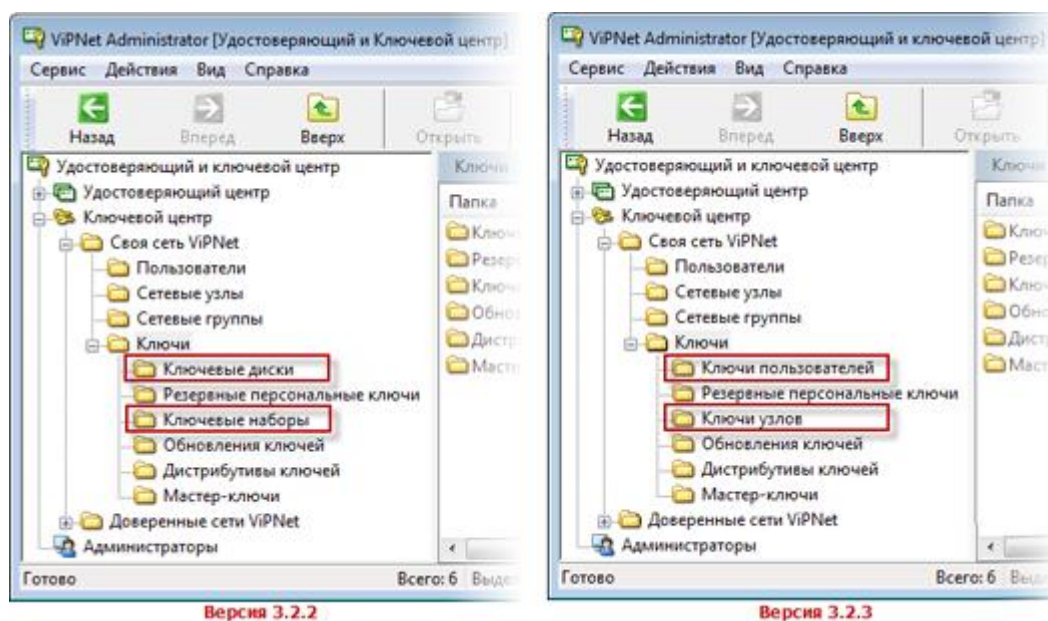 ViPNet Administrator [Удостоверяющий и Ключевой центр]
Сервис Действия Вид Справка
Назад Вперед Вверх Открыть
Удостоверяющий и ключевой центр
Удостоверяющий центр
Ключевой центр
Своя сеть ViPNet
Пользователи
Сетевые узлы
Сетевые группы
Ключи
Ключевые диски
Резервные персональные ключи
Ключевые наборы
Обновления ключей
Дистрибутивы ключей
Мастер-ключи
Доверенные сети ViPNet
Администраторы
Ключи
Папка
Готово Всего: 6
Версия 3.2.2
ViPNet Administrator [Удостоверяющий и ключевой центр]
Сервис Действия Вид Справка
Назад Вперед Вверх Открыть
Удостоверяющий и ключевой центр
Удостоверяющий центр
Ключевой центр
Своя сеть ViPNet
Пользователи
Сетевые узлы
Сетевые группы
Ключи
Ключи пользователей
Резервные персональные ключи
Ключи узлов
Обновления ключей
Дистрибутивы ключей
Мастер-ключи
Доверенные сети ViPNet
Администраторы
Ключи
Папка
Готово Всего: 6
Версия 3.2.3